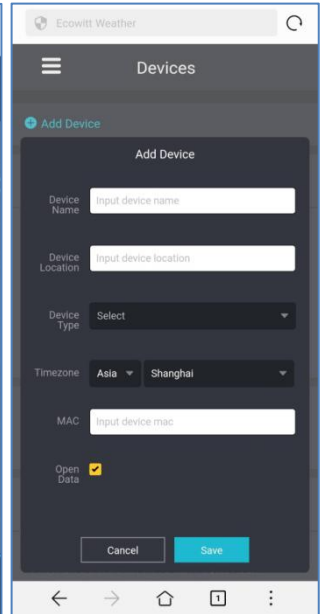 Ecowitt Weather
Devices
Add Device
Add Device
Device
Name
Input device name
Device
Location
Input device location
Device
Type
Select
Timezone
Asia
Shanghai
MAC
Input device mac
Open
Data
Cancel
Save
1